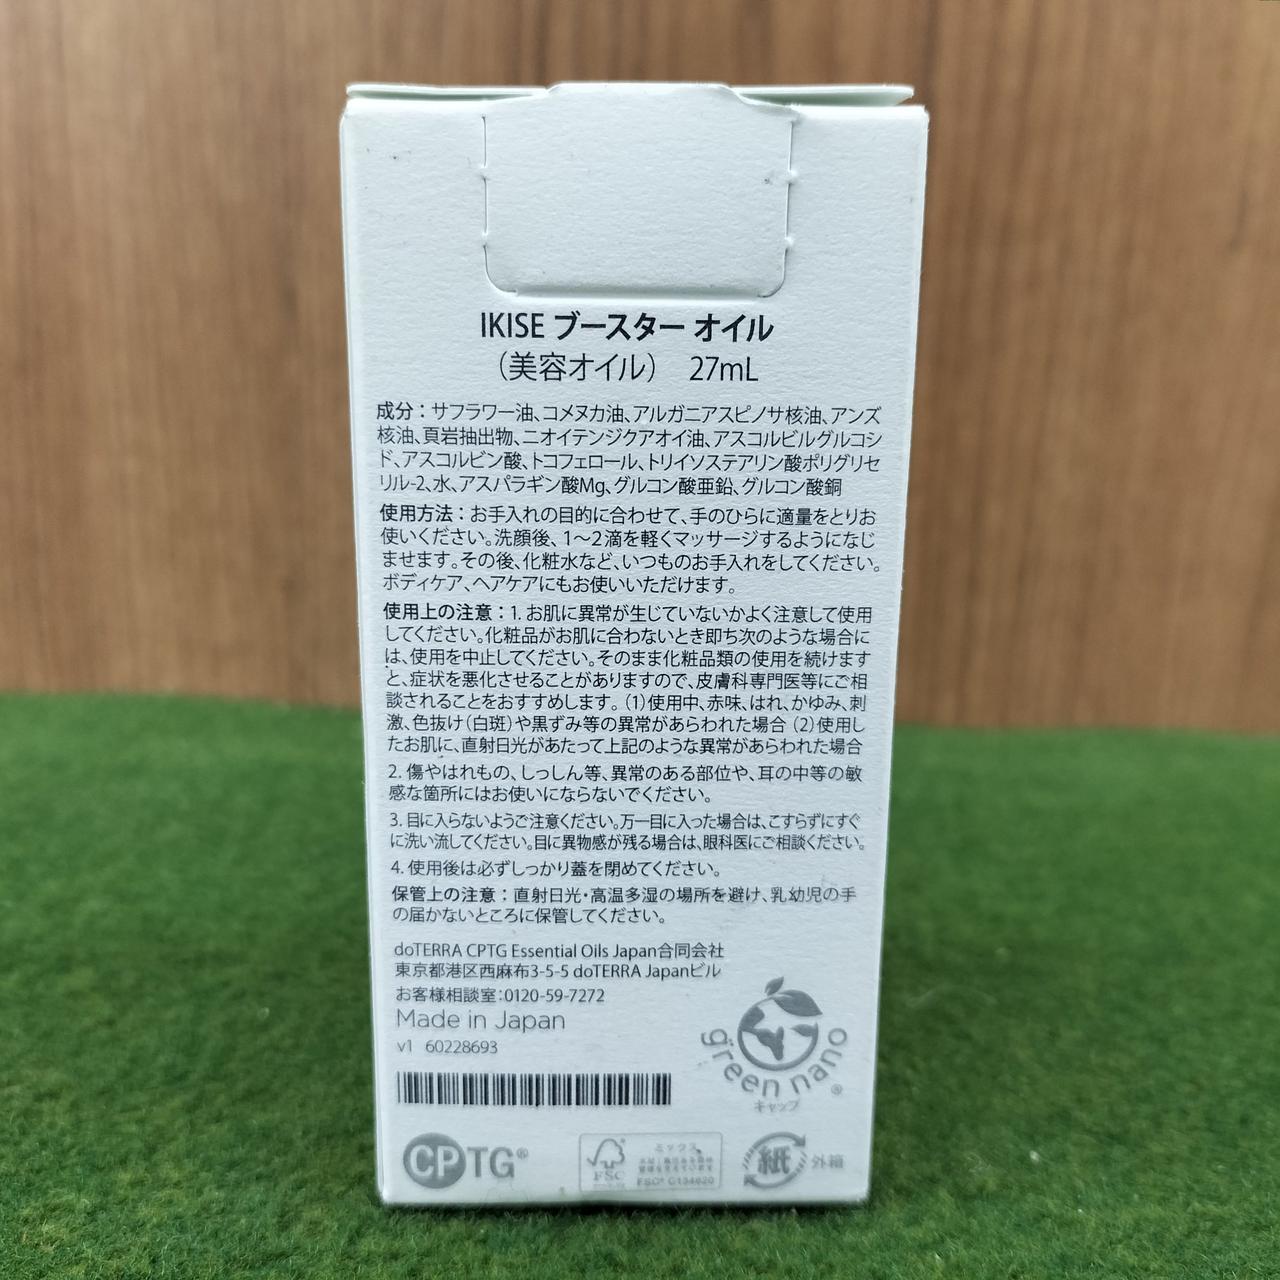 IKISE ブースター オイル
（美容オイル） 27mL
成分：サフラワー油、コメヌカ油、アルガニアスピノサ核油、アンズ
核油、頁岩抽出物、ニオイテンジクアオイ油、アスコルビルグルコシ
ド、アスコルビン酸、トコフェロール、トリイソステアリン酸ポリグリセ
リル-2、水、アスパラギン酸Mg、グルコン酸亜鉛、グルコン酸銅
使用方法：お手入れの目的に合わせて、手のひらに適量をとりお
使いください。洗顔後、1〜2滴を軽くマッサージするようになじ
ませます。その後、化粧水など、いつものお手入れをしてください。
ボディケア、ヘアケアにもお使いいただけます。
使用上の注意：1. お肌に異常が生じていないかよく注意して使用
してください。化粧品がお肌に合わないとき即ち次のような場合に
は、使用を中止してください。そのまま化粧品類の使用を続けます
と、症状を悪化させることがありますので、皮膚科専門医等にご相
談されることをおすすめします。（1）使用中、赤味、はれ、かゆみ、刺
激、色抜け（白斑）や黒ずみ等の異常があらわれた場合（2）使用し
たお肌に、直射日光があたって上記のような異常があらわれた場合
2. 傷やはれもの、しっしん等、異常のある部位や、耳の中等の敏
感な箇所にはお使いにならないでください。
3. 目に入らないようご注意ください。万一目に入った場合は、こすらずにすぐ
に洗い流してください。目に異物感が残る場合は、眼科医にご相談ください。
4. 使用後は必ずしっかり蓋を閉めてください。
保管上の注意：直射日光・高温多湿の場所を避け、乳幼児の手
の届かないところに保管してください。
doTERRA CPTG Essential Oils Japan合同会社
東京都港区西麻布3-5-5 doTERRA Japanビル
お客様相談室：0120-59-7272
Made in Japan
v1 60228693
green nano®
キャップ
CPTG®
FSC
ミックス
FSC® C134620
紙 外箱